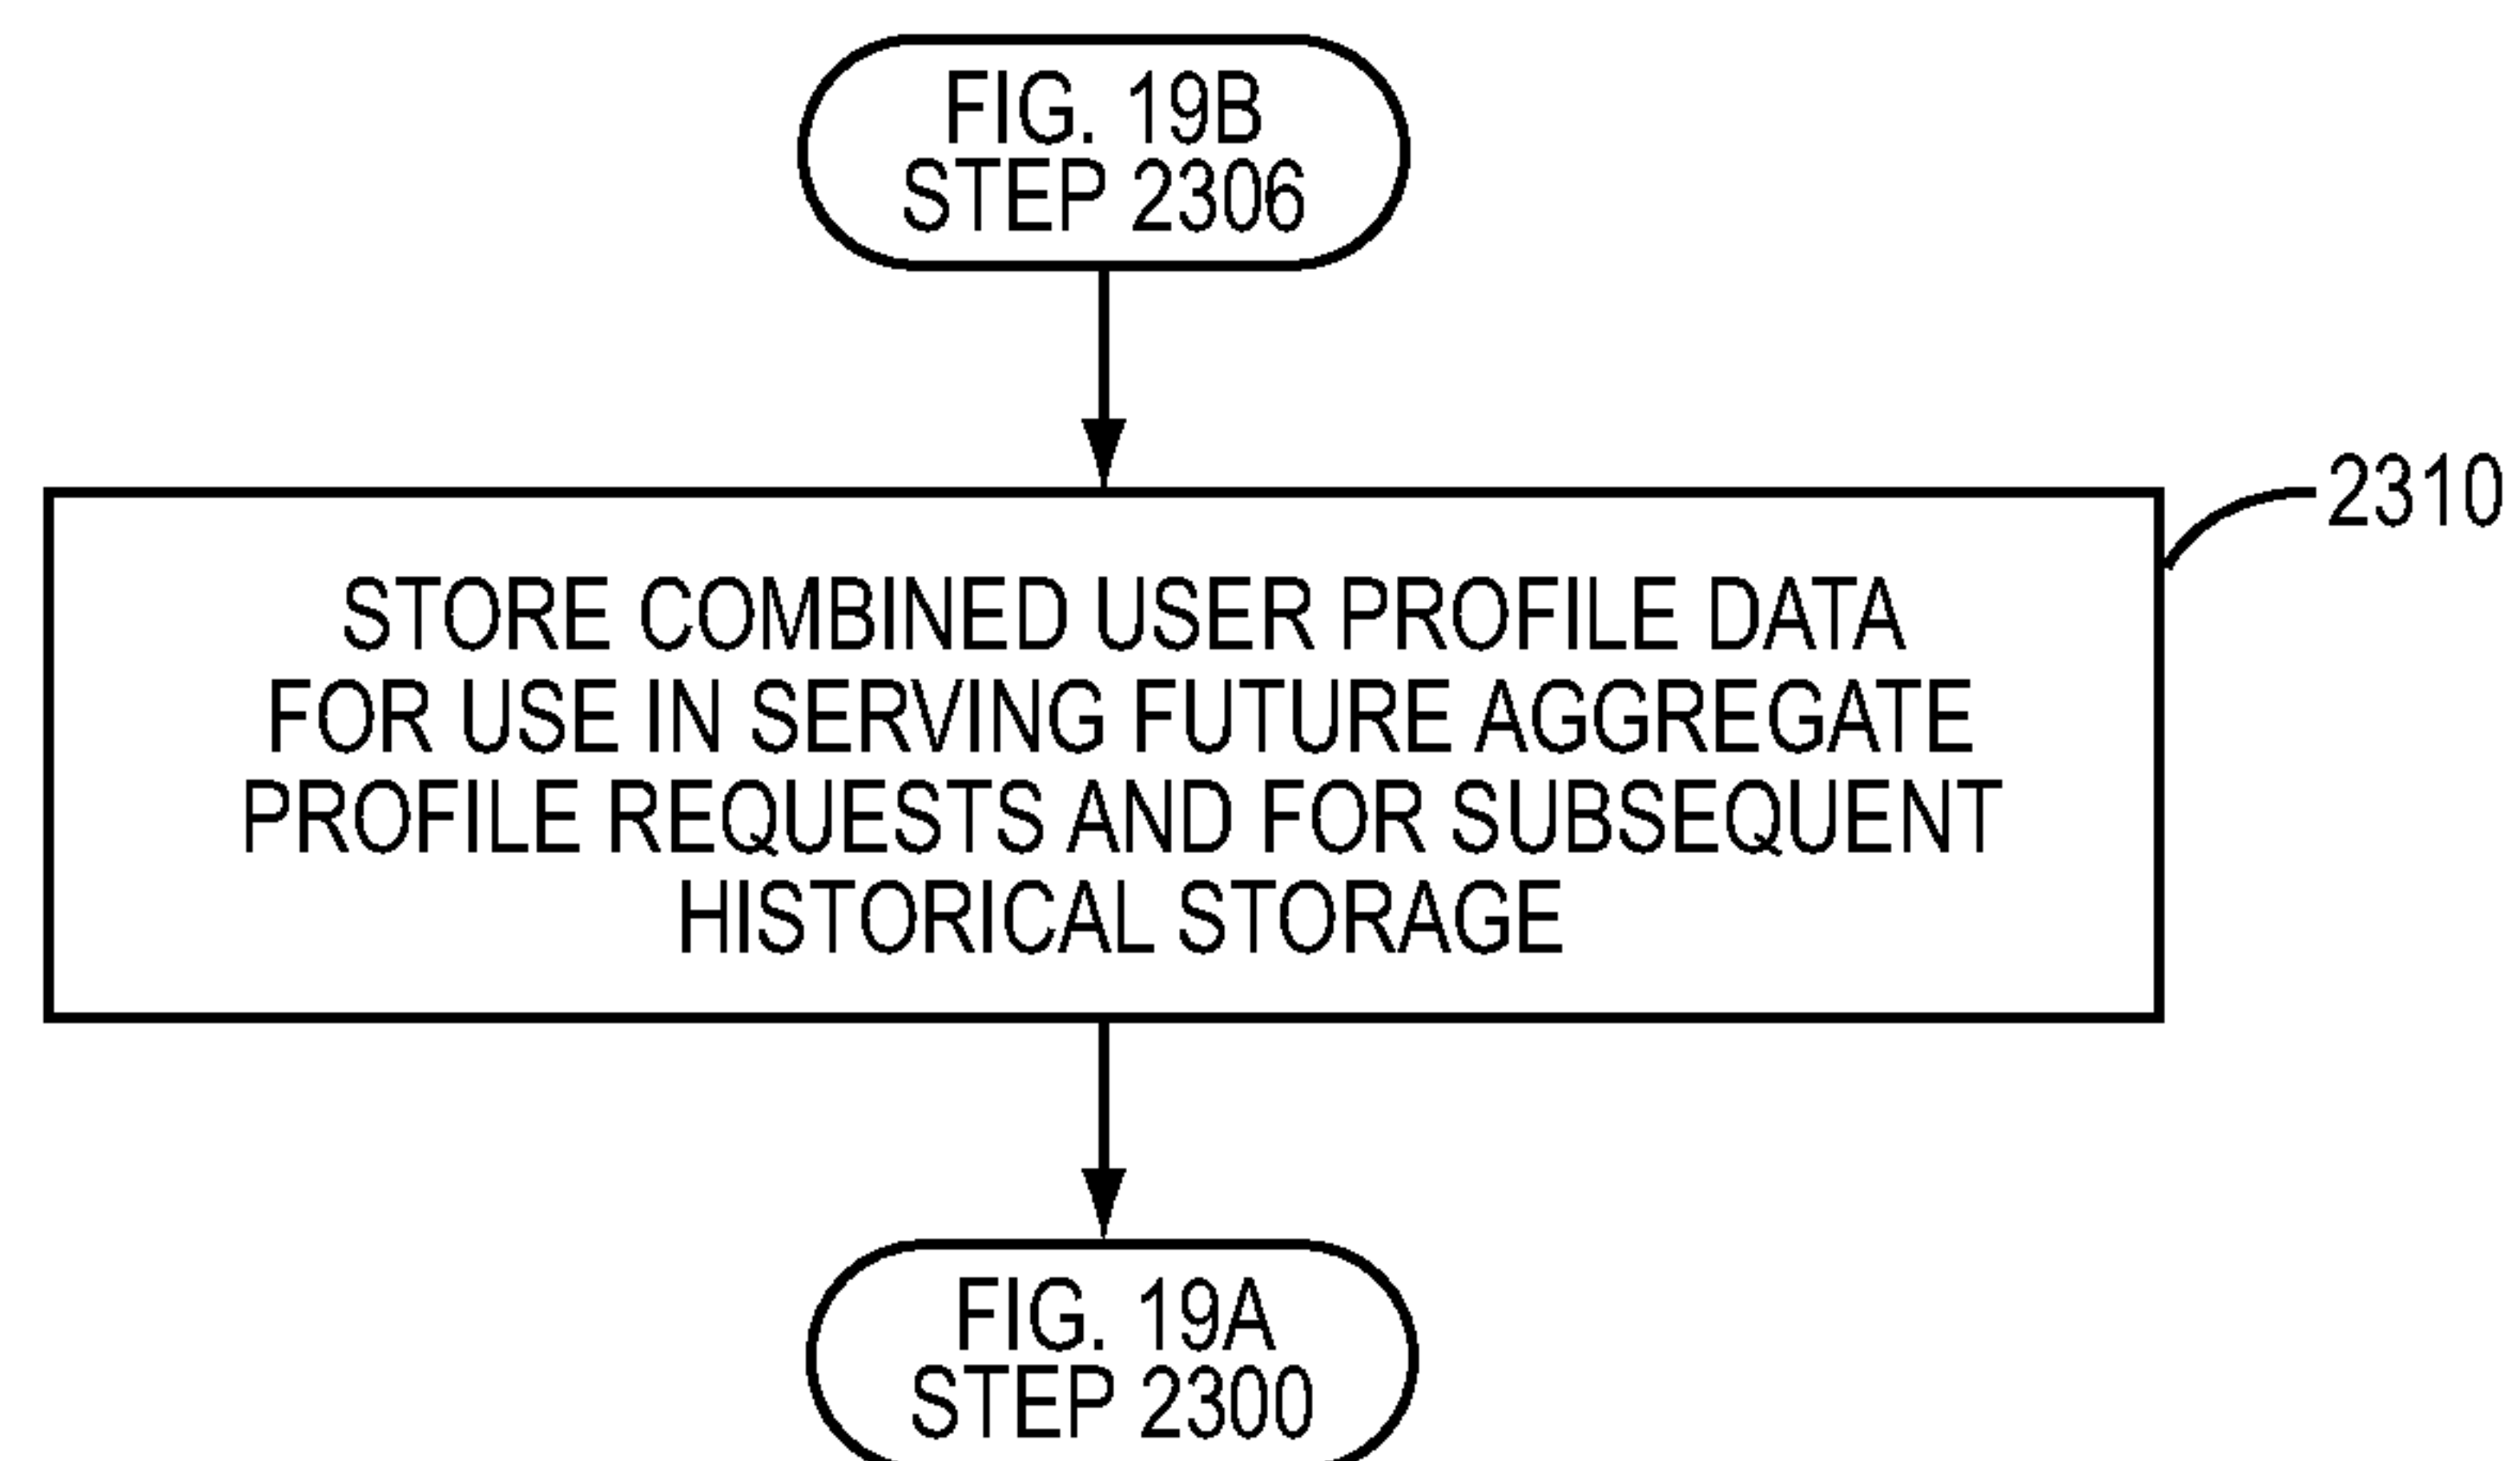 FIG. 19B
STEP 2306
2310
STORE COMBINED USER PROFILE DATA
FOR USE IN SERVING FUTURE AGGREGATE
PROFILE REQUESTS AND FOR SUBSEQUENT
HISTORICAL STORAGE
FIG. 19A
STEP 2300